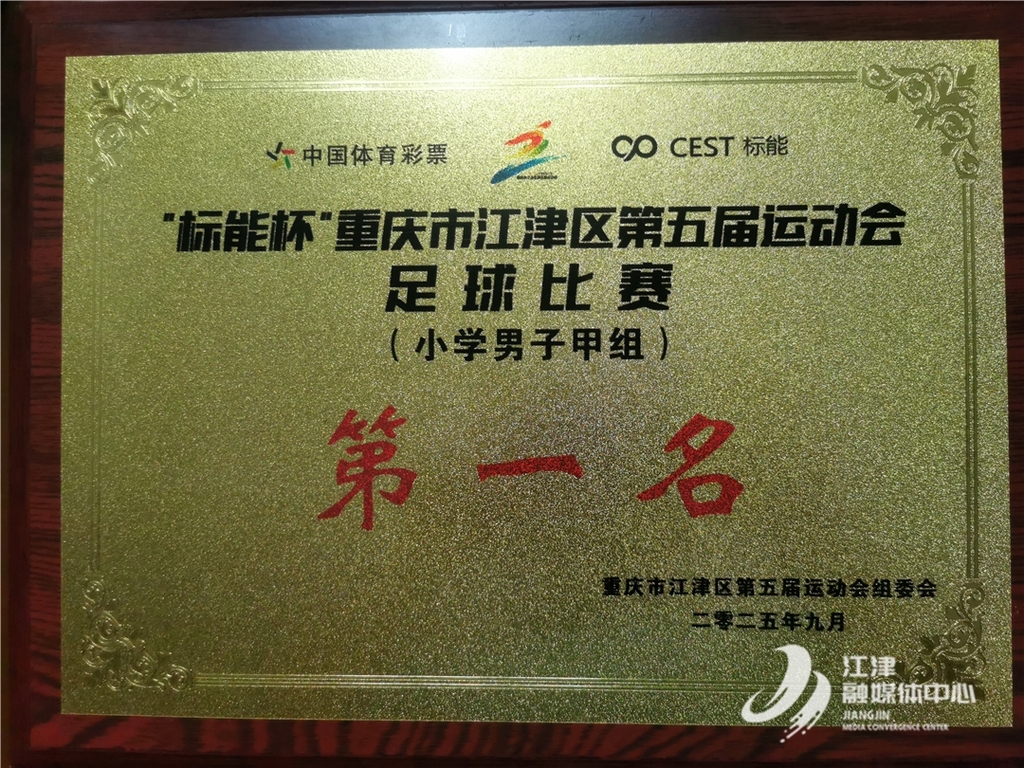 中国体育彩票 CEST 标能
"标能杯"重庆市江津区第五届运动会
足球比赛
（小学男子甲组）
第一名
重庆市江津区第五届运动会组委会
二零二五年九月
江津
融媒体中心
JIANGJIN
MEDIA CONVERGENCE CENTER